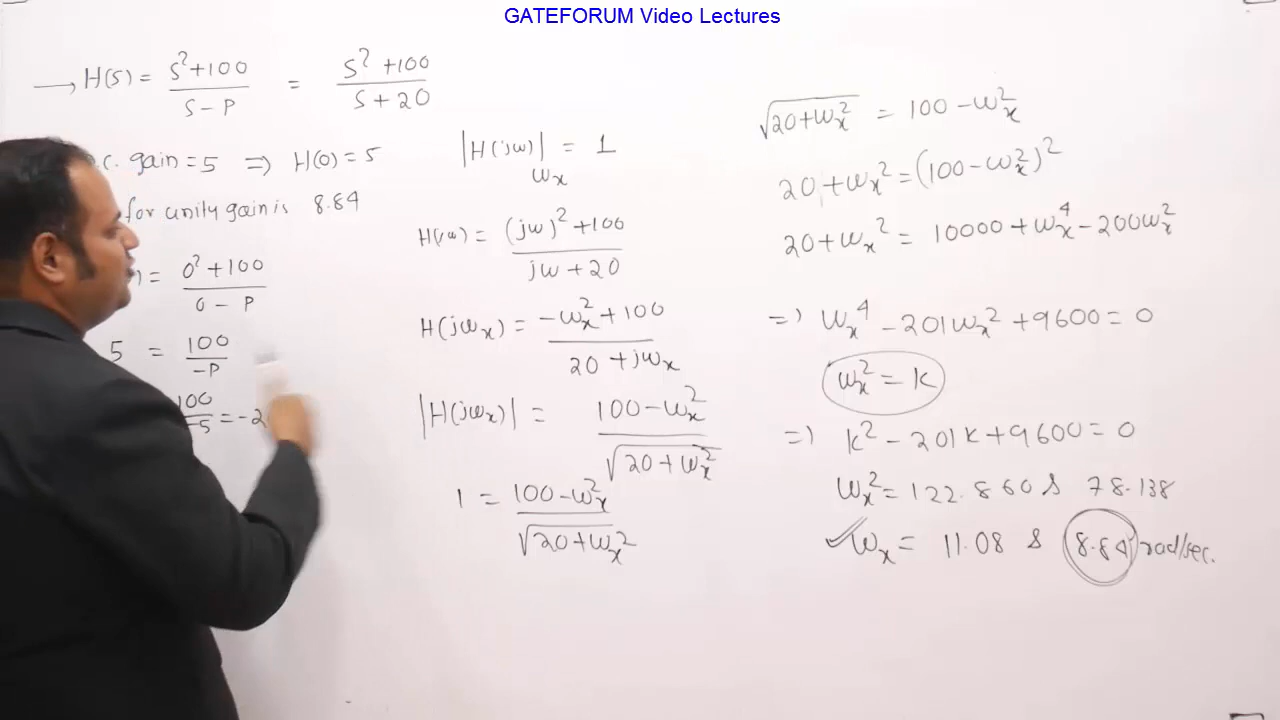 GATEFORUM Video Lectures
→ H(s) = s²+100 / s-P = s²+100 / s+20
.c. gain = 5 ⇒ H(0) = 5
for unity gain is 8.84
) = 0²+100 / 0-P
5 = 100 / -P
100 / -5 = -2
|H(jω)| = 1
ωx
H(jω) = (jω)²+100 / jω+20
H(jωx) = -ωx²+100 / 20+jωx
|H(jωx)| = 100-ωx² / √20+ωx²
1 = 100-ωx² / √20+ωx²
√20+ωx² = 100-ωx²
20+ωx² = (100-ωx²)²
20+ωx² = 10000+ωx⁴-200ωx²
⇒ ωx⁴-201ωx²+9600=0
ωx² = k
⇒ k²-201k+9600=0
ωx² = 122.860 & 78.138
✓ωx = 11.08 & 8.84 rad/sec.